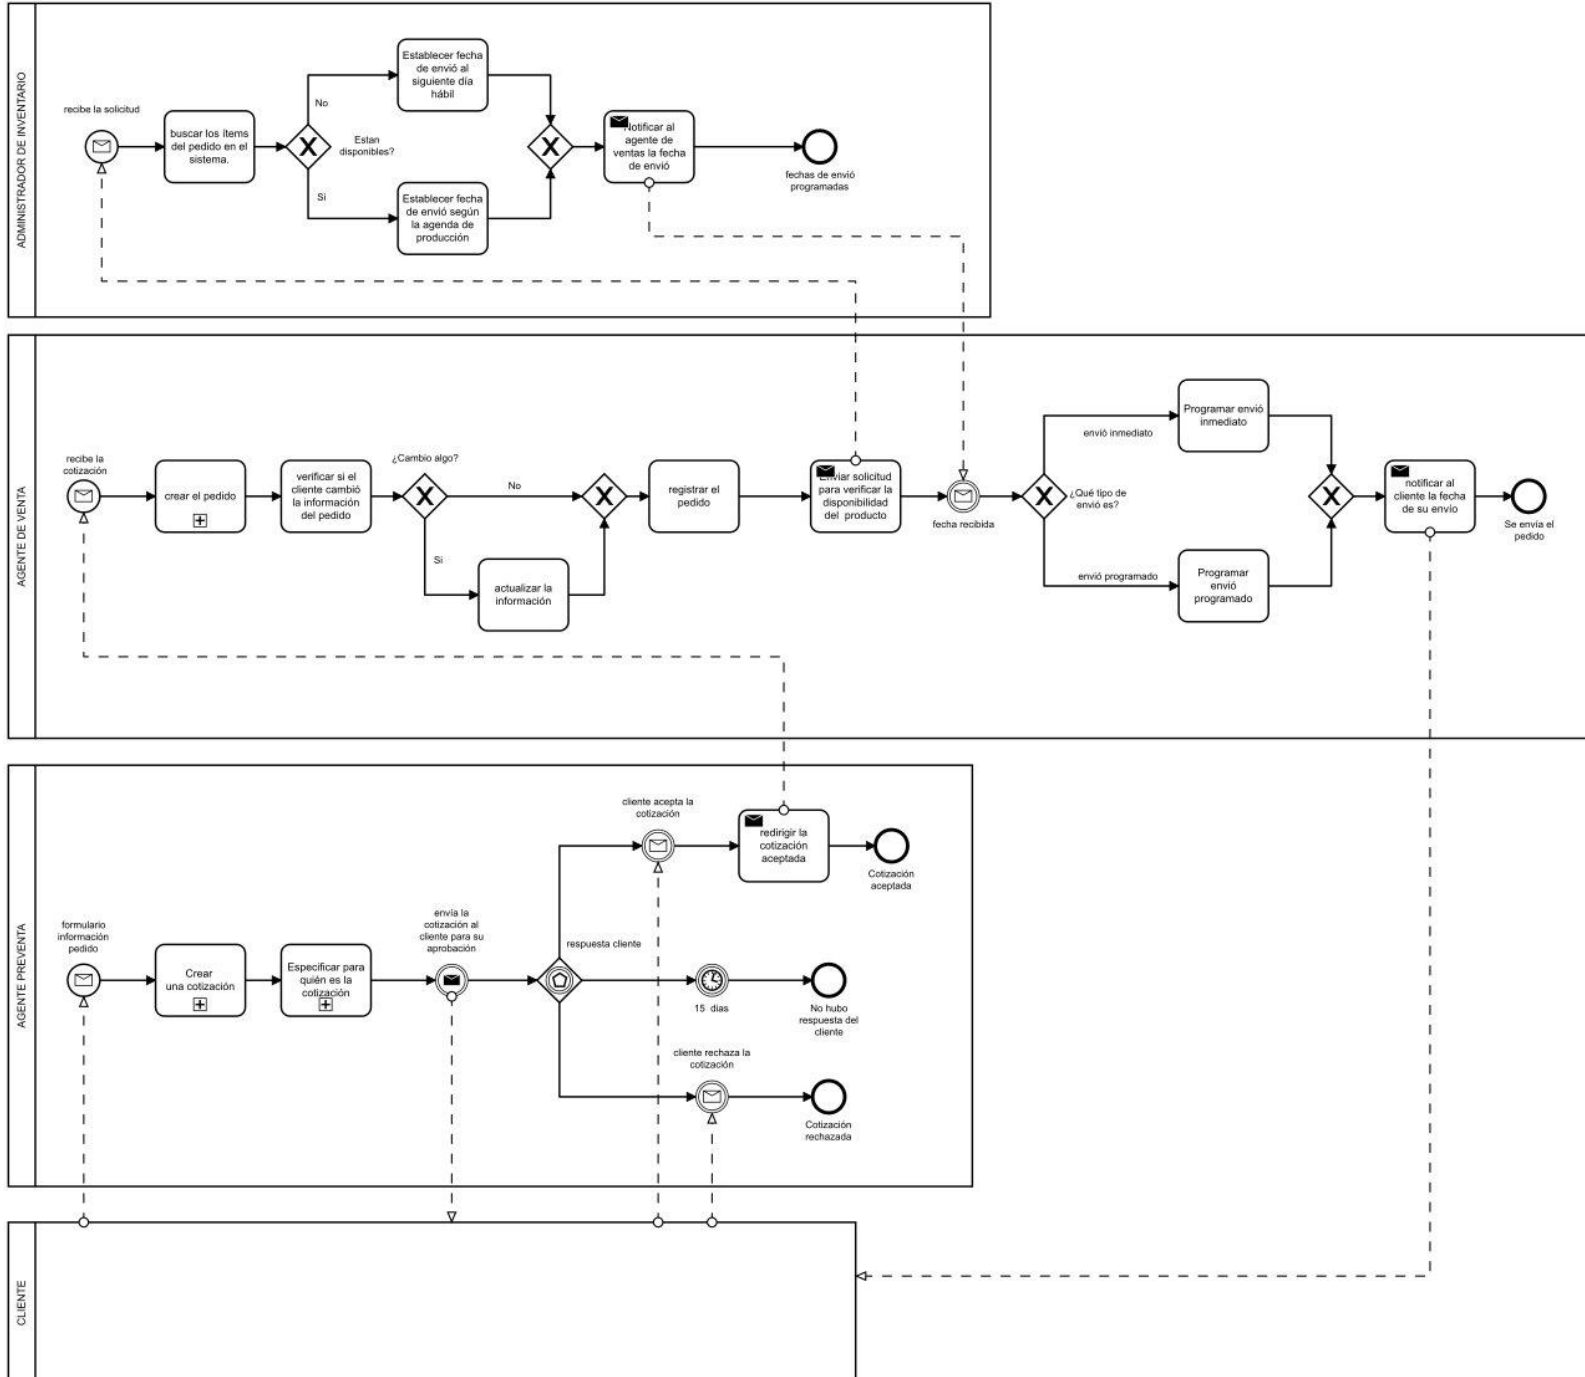 ADMINISTRADOR DE INVENTARIO
recibe la solicitud
buscar los ítems
del pedido en el
sistema.
No
Estan
disponibles?
Si
Establecer fecha
de envió al
siguiente día
hábil
Establecer fecha
de envió según
la agenda de
producción
Notificar al
agente de
ventas la fecha
de envió
fechas de envió
programadas
AGENTE DE VENTA
recibe la
cotización
crear el pedido
verificar si el
cliente cambió
la información
del pedido
¿Cambio algo?
No
Si
actualizar la
información
registrar el
pedido
Enviar solicitud
para verificar la
disponibilidad
del producto
fecha recibida
envió inmediato
¿Qué tipo de
envió es?
envió programado
Programar envió
inmediato
Programar
envió
programado
notificar al
cliente la fecha
de su envío
Se envía el
pedido
AGENTE PREVENTA
formulario
información
pedido
Crear
una cotización
Especificar para
quién es la
cotización
envía la
cotización al
cliente para su
aprobación
respuesta cliente
cliente acepta la
cotización
redirigir la
cotización
aceptada
Cotización
aceptada
15 dias
No hubo
respuesta del
cliente
cliente rechaza la
cotización
Cotización
rechazada
CLIENTE